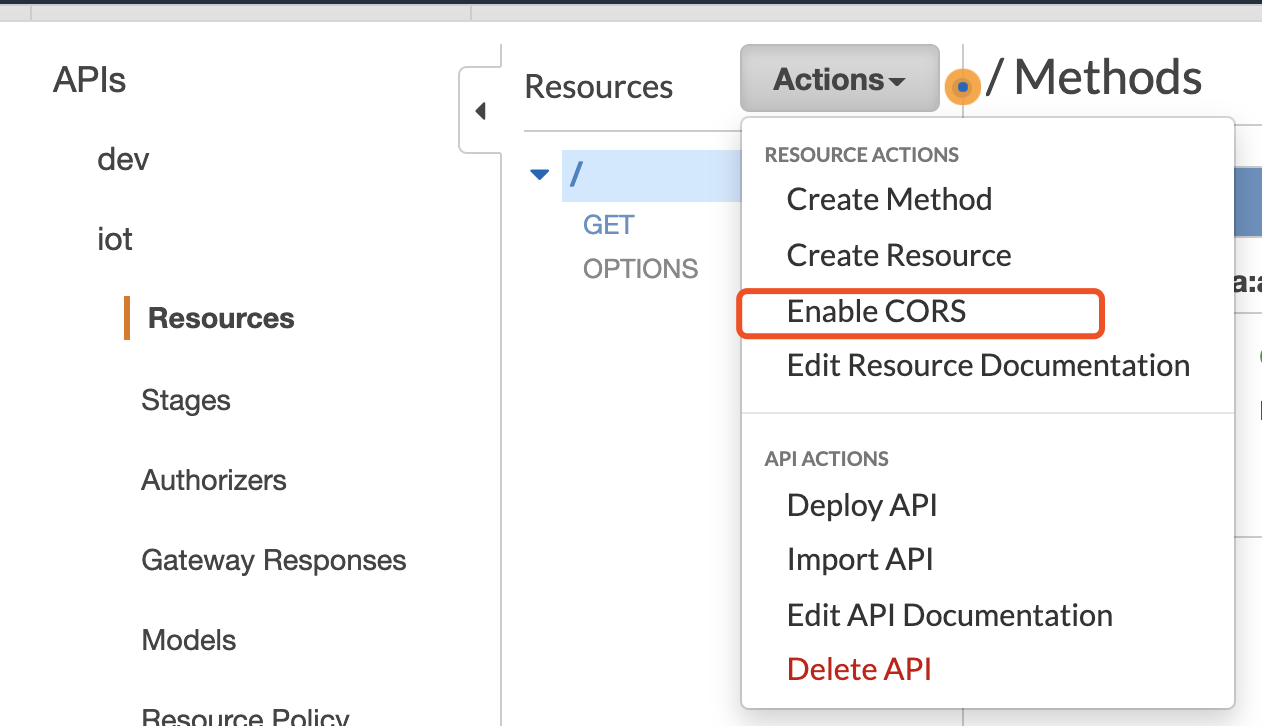 APIs
dev
iot
Resources
Stages
Authorizers
Gateway Responses
Models
Resource Policy
Resources
/
GET
OPTIONS
Actions
RESOURCE ACTIONS
Create Method
Create Resource
Enable CORS
Edit Resource Documentation
API ACTIONS
Deploy API
Import API
Edit API Documentation
Delete API
/ Methods